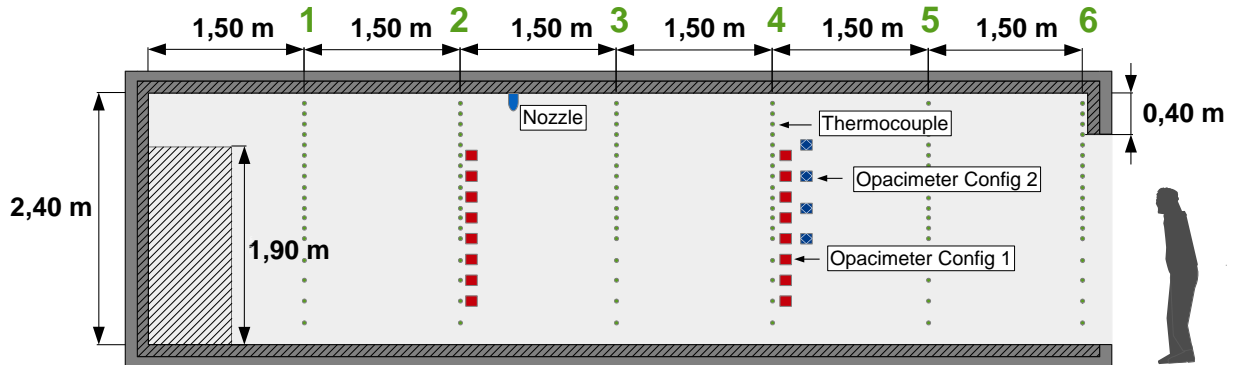 1 2 3 4 5 6
1,50 m 1,50 m 1,50 m 1,50 m 1,50 m 1,50 m
Nozzle
Thermocouple
0,40 m
Opacimeter Config 2
2,40 m
1,90 m
Opacimeter Config 1